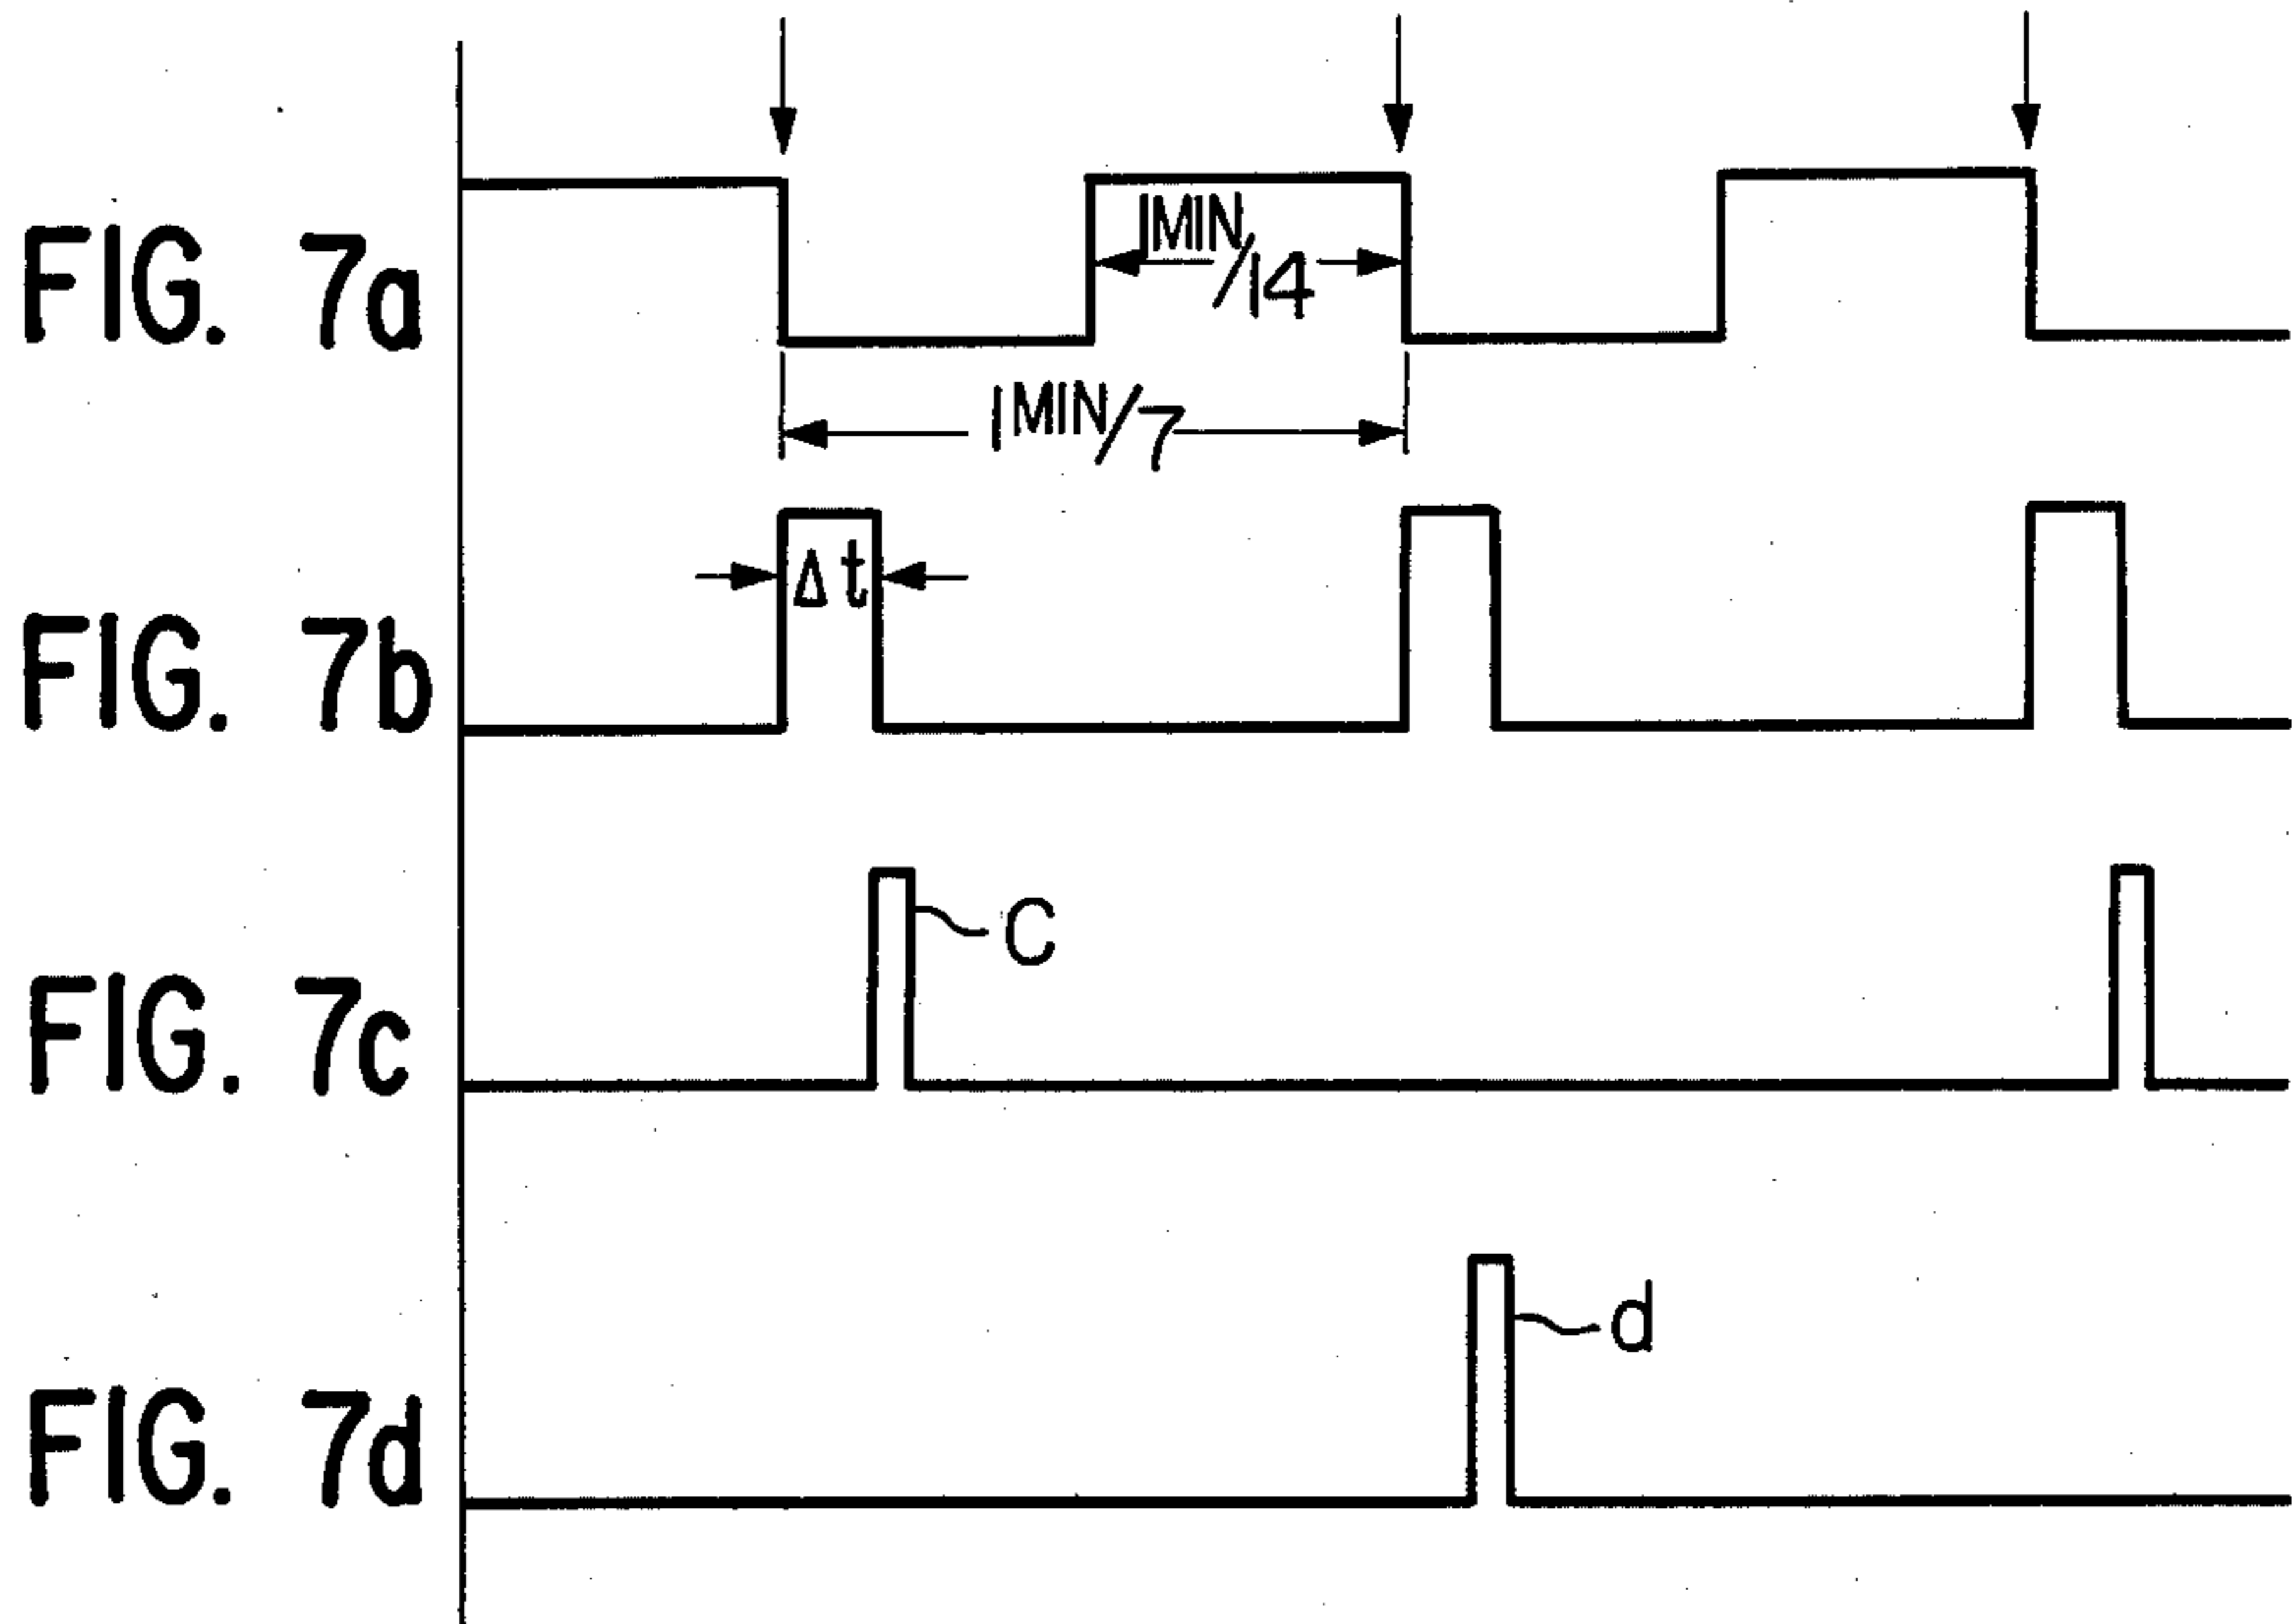 FIG. 7a
1MIN/14
1MIN/7
FIG. 7b
Δt
FIG. 7c
C
FIG. 7d
d